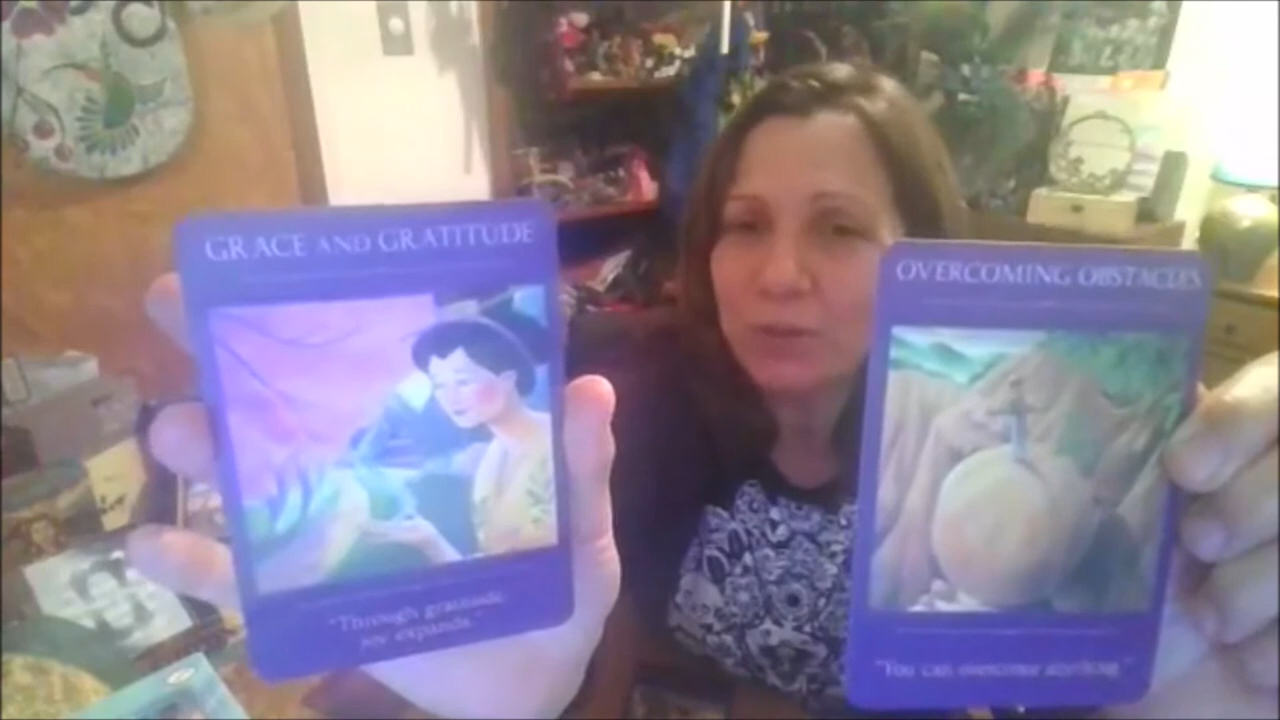 GRACE AND GRATITUDE
"Through gratitude
joy expands."
OVERCOMING OBSTACLES
"You can overcome anything."